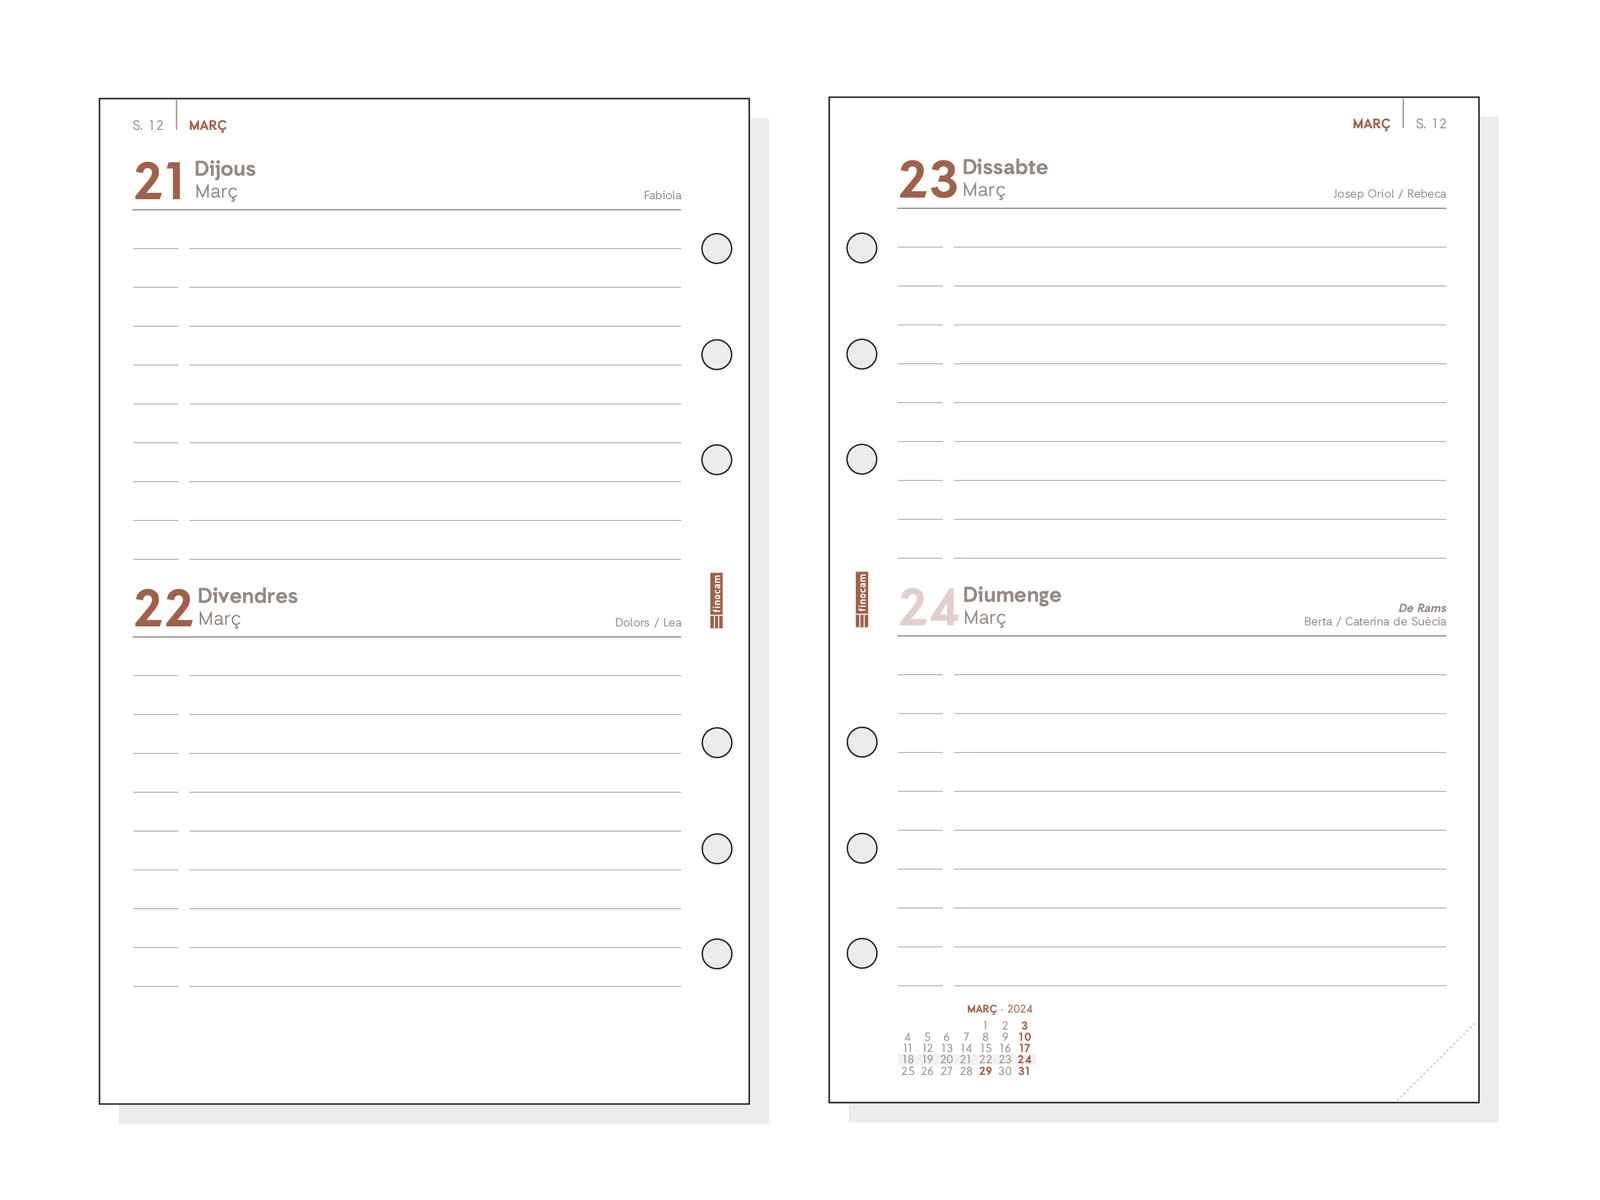 S. 12 MARÇ
21 Dijous
Març
Fabiola
22 Divendres
Març
Dolors / Lea
finocam
MARÇ S. 12
23 Dissabte
Març
Josep Oriol / Rebeca
finocam
24 Diumenge
Març
De Rams
Berta / Caterina de Suècia
MARÇ · 2024
1 2 3
4 5 6 7 8 9 10
11 12 13 14 15 16 17
18 19 20 21 22 23 24
25 26 27 28 29 30 31